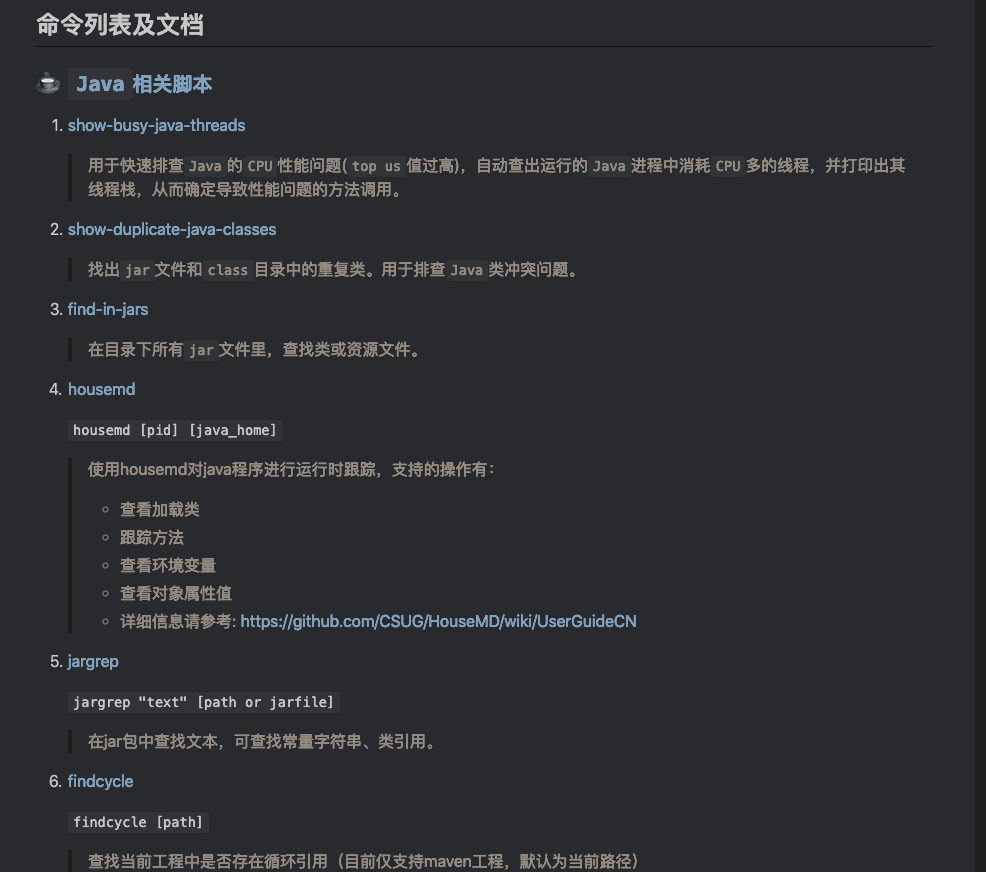 命令列表及文档
☕ Java 相关脚本
1. show-busy-java-threads
用于快速排查 Java 的 CPU 性能问题( top us 值过高)，自动查出运行的 Java 进程中消耗 CPU 多的线程，并打印出其
线程栈，从而确定导致性能问题的方法调用。
2. show-duplicate-java-classes
找出 jar 文件和 class 目录中的重复类。用于排查 Java 类冲突问题。
3. find-in-jars
在目录下所有 jar 文件里，查找类或资源文件。
4. housemd
housemd [pid] [java_home]
使用housemd对java程序进行运行时跟踪，支持的操作有：
◦ 查看加载类
◦ 跟踪方法
◦ 查看环境变量
◦ 查看对象属性值
◦ 详细信息请参考: https://github.com/CSUG/HouseMD/wiki/UserGuideCN
5. jargrep
jargrep "text" [path or jarfile]
在jar包中查找文本，可查找常量字符串、类引用。
6. findcycle
findcycle [path]
查找当前工程中是否存在循环引用（目前仅支持maven工程，默认为当前路径）